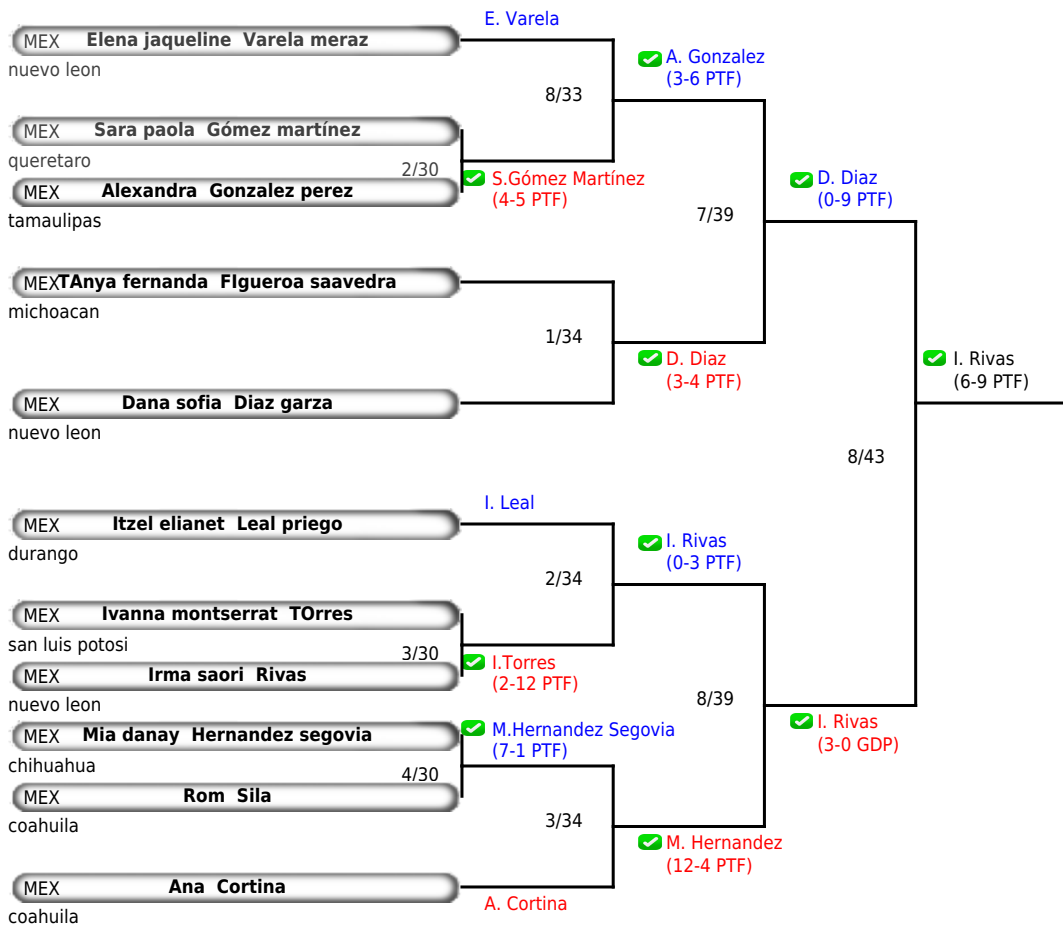 E. Varela
MEX Elena jaqueline Varela meraz
nuevo leon
A. Gonzalez
(3-6 PTF)
8/33
MEX Sara paola Gómez martínez
queretaro
2/30
S.Gómez Martínez
(4-5 PTF)
MEX Alexandra Gonzalez perez
tamaulipas
D. Diaz
(0-9 PTF)
7/39
MEX TAnya fernanda FIgueroa saavedra
michoacan
1/34
D. Diaz
(3-4 PTF)
I. Rivas
(6-9 PTF)
MEX Dana sofia Diaz garza
nuevo leon
8/43
I. Leal
MEX Itzel elianet Leal priego
durango
I. Rivas
(0-3 PTF)
2/34
MEX Ivanna montserrat TOrres
san luis potosi
3/30
I.Torres
(2-12 PTF)
MEX Irma saori Rivas
nuevo leon
8/39
I. Rivas
(3-0 GDP)
MEX Mia danay Hernandez segovia
M.Hernandez Segovia
(7-1 PTF)
chihuahua
4/30
MEX Rom Sila
coahuila
3/34
M. Hernandez
(12-4 PTF)
MEX Ana Cortina
A. Cortina
coahuila